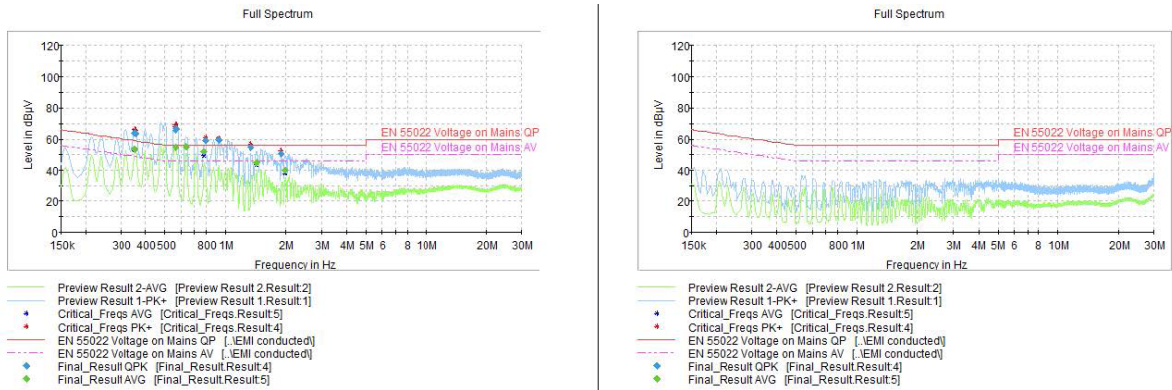 Full Spectrum
Level in dBµV
120
100
80
60
40
20
0
EN 55022 Voltage on Mains QP
EN 55022 Voltage on Mains AV
150k 300 400 500 800 1M 2M 3M 4M 5M 6 8 10M 20M 30M
Frequency in Hz
Preview Result 2-AVG [Preview Result 2.Result:2]
Preview Result 1-PK+ [Preview Result 1.Result:1]
Critical_Freqs AVG [Critical_Freqs.Result:5]
Critical_Freqs PK+ [Critical_Freqs.Result:4]
EN 55022 Voltage on Mains QP [..\EMI conducted\]
EN 55022 Voltage on Mains AV [..\EMI conducted\]
Final_Result QPK [Final_Result.Result:4]
Final_Result AVG [Final_Result.Result:5]
Full Spectrum
Level in dBµV
120
100
80
60
40
20
0
EN 55022 Voltage on Mains QP
EN 55022 Voltage on Mains AV
150k 300 400 500 800 1M 2M 3M 4M 5M 6 8 10M 20M 30M
Frequency in Hz
Preview Result 2-AVG [Preview Result 2.Result:2]
Preview Result 1-PK+ [Preview Result 1.Result:1]
Critical_Freqs AVG [Critical_Freqs.Result:5]
Critical_Freqs PK+ [Critical_Freqs.Result:4]
EN 55022 Voltage on Mains QP [..\EMI conducted\]
EN 55022 Voltage on Mains AV [..\EMI conducted\]
Final_Result QPK [Final_Result.Result:4]
Final_Result AVG [Final_Result.Result:5]